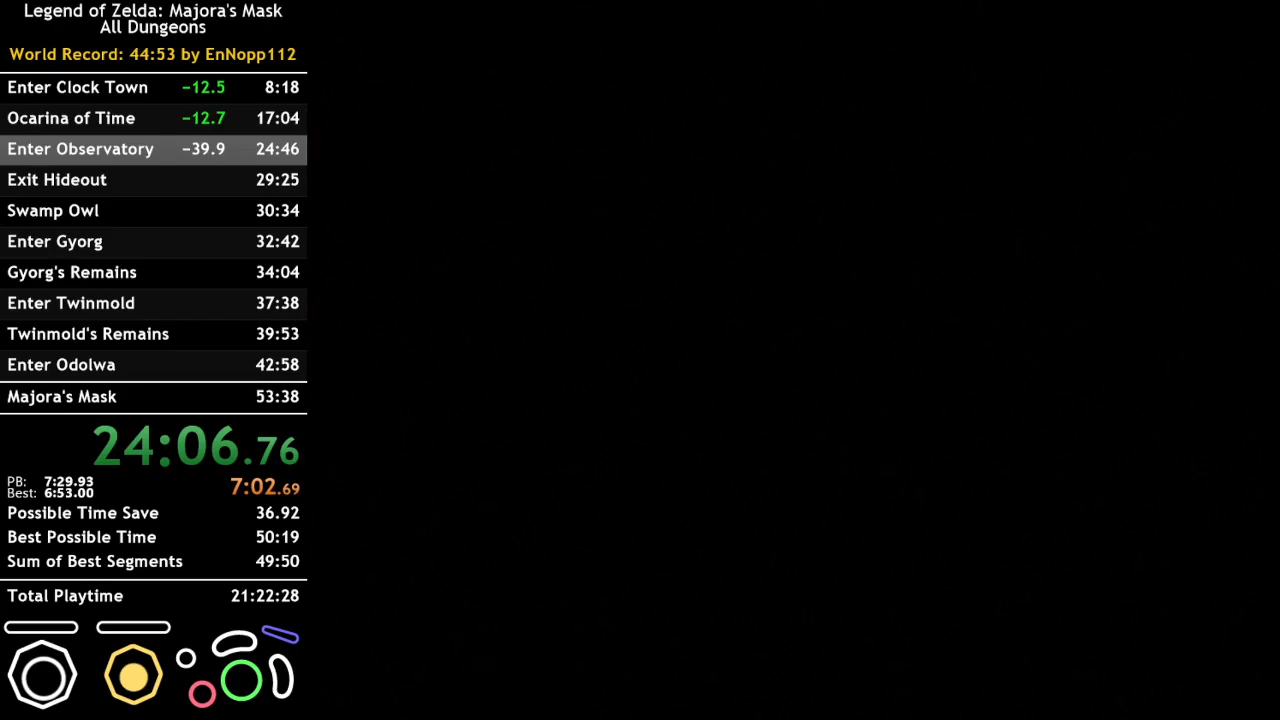 Legend of Zelda: Majora's Mask
All Dungeons
World Record: 44:53 by EnNopp112
Enter Clock Town −12.5 8:18
Ocarina of Time −12.7 17:04
Enter Observatory −39.9 24:46
Exit Hideout 29:25
Swamp Owl 30:34
Enter Gyorg 32:42
Gyorg's Remains 34:04
Enter Twinmold 37:38
Twinmold's Remains 39:53
Enter Odolwa 42:58
Majora's Mask 53:38
24:06.76
PB: 7:29.93
Best: 6:53.00
7:02.69
Possible Time Save 36.92
Best Possible Time 50:19
Sum of Best Segments 49:50
Total Playtime 21:22:28